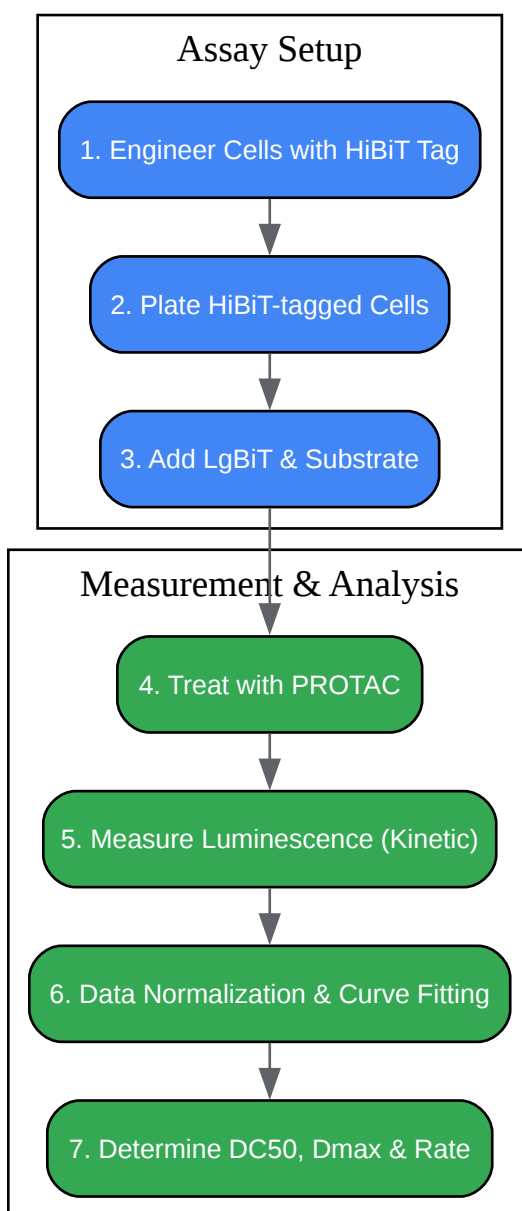 Assay Setup
1. Engineer Cells with HiBiT Tag
2. Plate HiBiT-tagged Cells
3. Add LgBiT & Substrate
Measurement & Analysis
4. Treat with PROTAC
5. Measure Luminescence (Kinetic)
6. Data Normalization & Curve Fitting
7. Determine DC50, Dmax & Rate